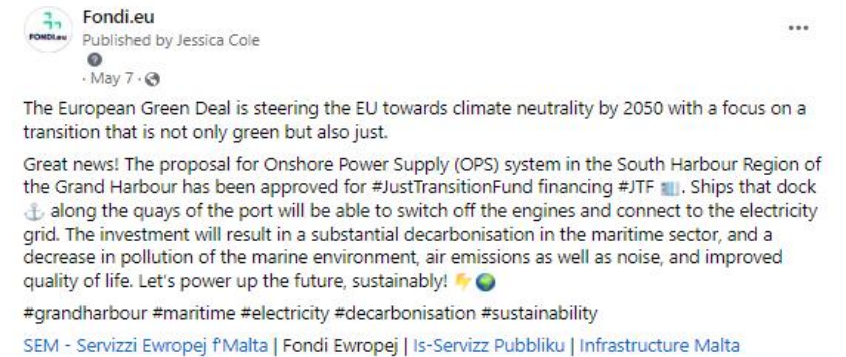 Fondi.eu
FONDI.eu
Published by Jessica Cole
?
· May 7 ·
The European Green Deal is steering the EU towards climate neutrality by 2050 with a focus on a
transition that is not only green but also just.
Great news! The proposal for Onshore Power Supply (OPS) system in the South Harbour Region of
the Grand Harbour has been approved for #JustTransitionFund financing #JTF 🏢. Ships that dock
⚓ along the quays of the port will be able to switch off the engines and connect to the electricity
grid. The investment will result in a substantial decarbonisation in the maritime sector, and a
decrease in pollution of the marine environment, air emissions as well as noise, and improved
quality of life. Let's power up the future, sustainably! ⚡🌍
#grandharbour #maritime #electricity #decarbonisation #sustainability
SEM - Servizzi Ewropej f'Malta | Fondi Ewropej | Is-Servizz Pubbliku | Infrastructure Malta